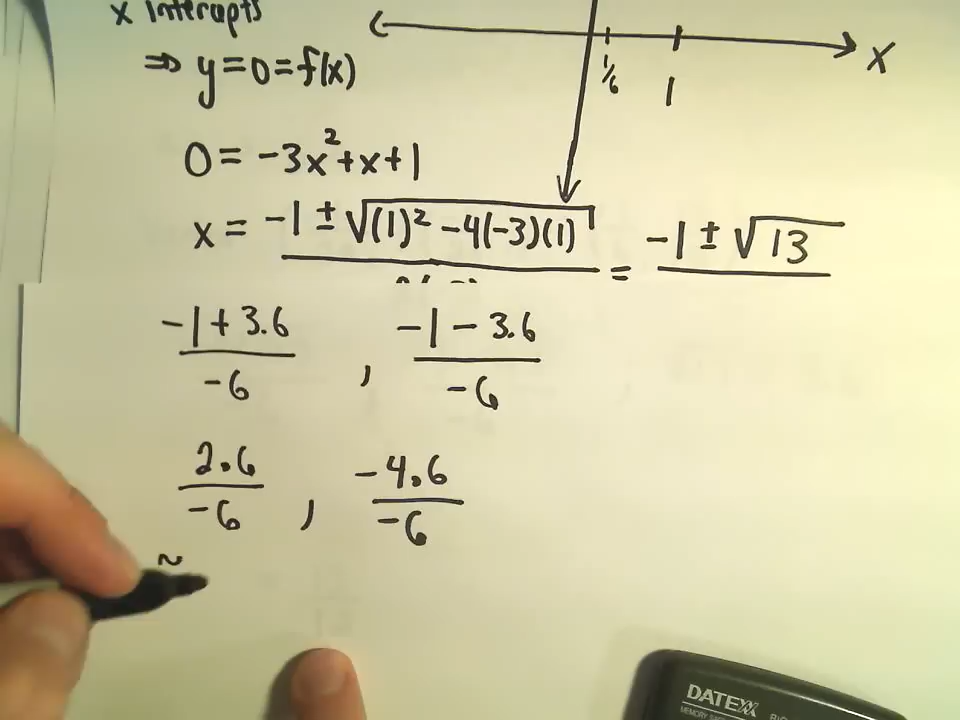 x Intercepts
⇒ y=0=f(x)
1/6 1 X
0 = -3x²+x+1
x = -1 ± √(1)² -4(-3)(1) = -1 ± √13
-1+3.6 / -6 , -1-3.6 / -6
2.6 / -6 , -4.6 / -6
≈
DATEXX